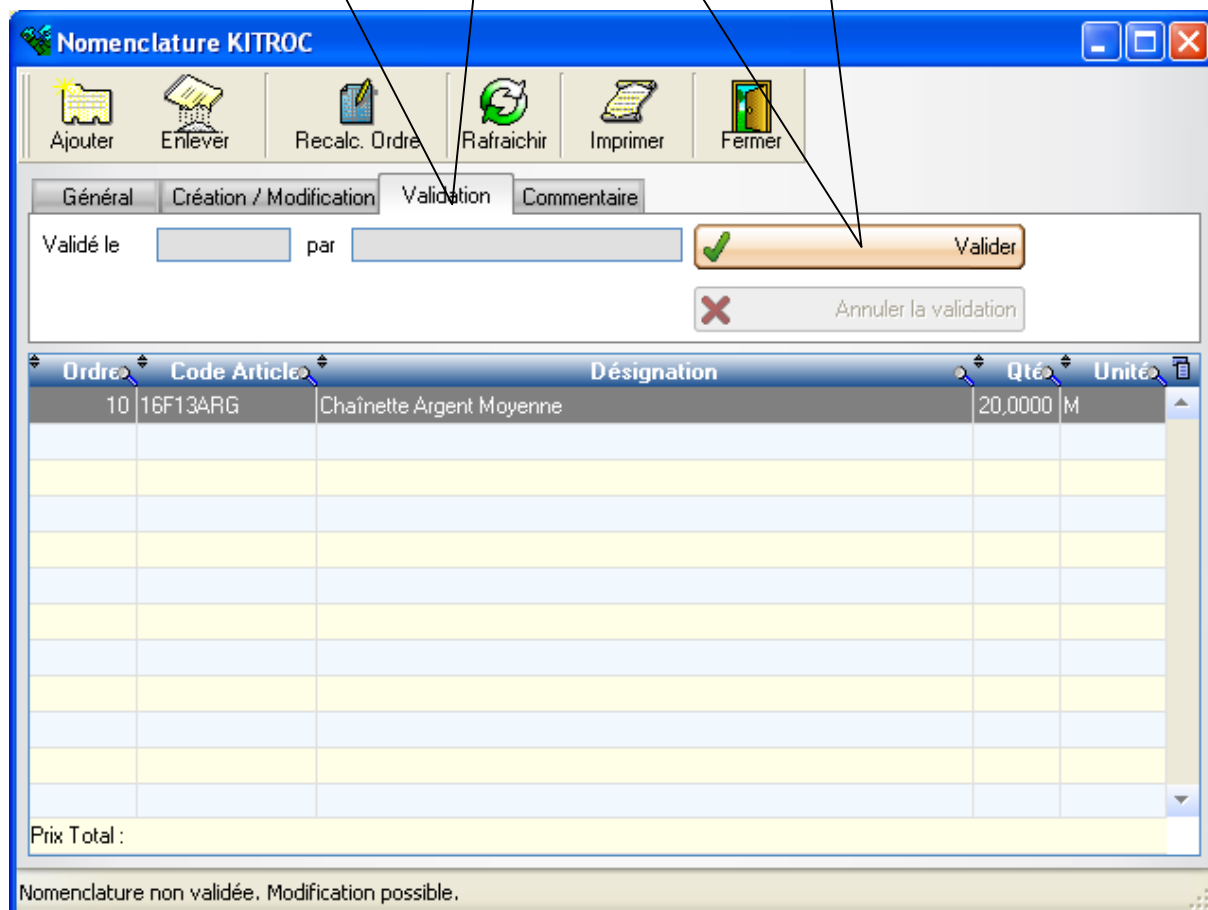 Nomenclature KITROC
Ajouter Enlever Recalc. Ordre Rafraichir Imprimer Fermer
Général Création / Modification Validation Commentaire
Validé le par Valider
Annuler la validation
Ordre Code Article Désignation Qté Unité
10 16F13ARG Chaînette Argent Moyenne 20,0000 M
Prix Total :
Nomenclature non validée. Modification possible.